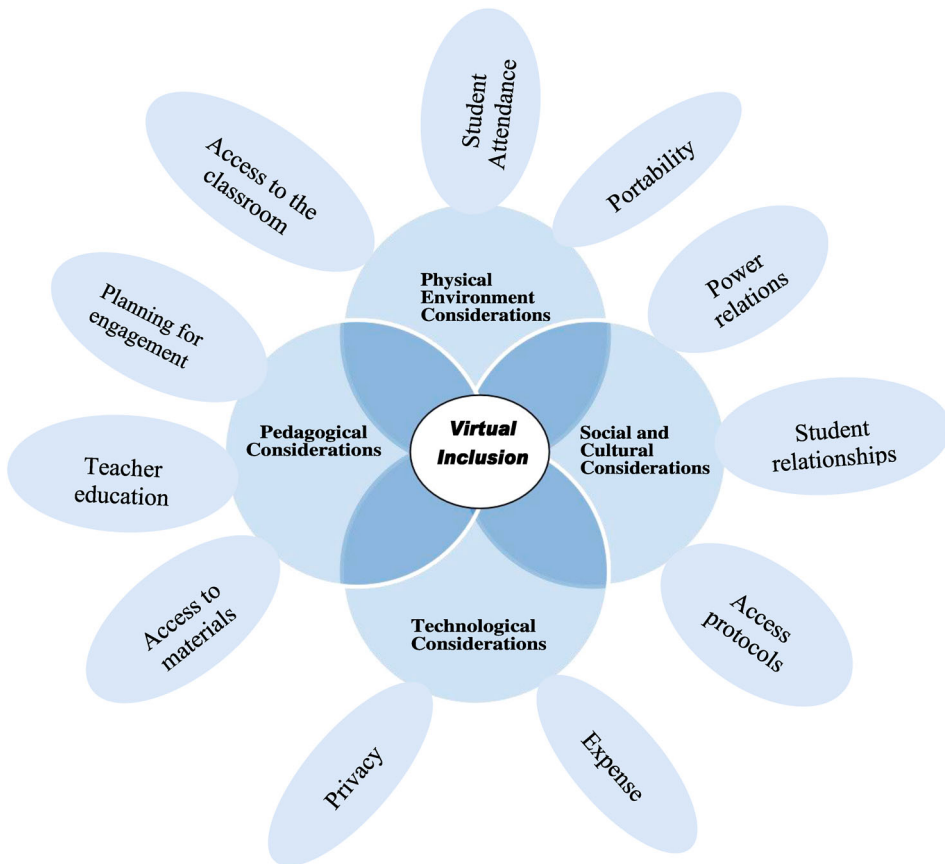 Student
Attendance
Portability
Access to the
classroom
Power
relations
Physical
Environment
Considerations
Planning for
engagement
Pedagogical
Considerations
Virtual
Inclusion
Social and
Cultural
Considerations
Student
relationships
Teacher
education
Access to
materials
Technological
Considerations
Access
protocols
Privacy
Expense